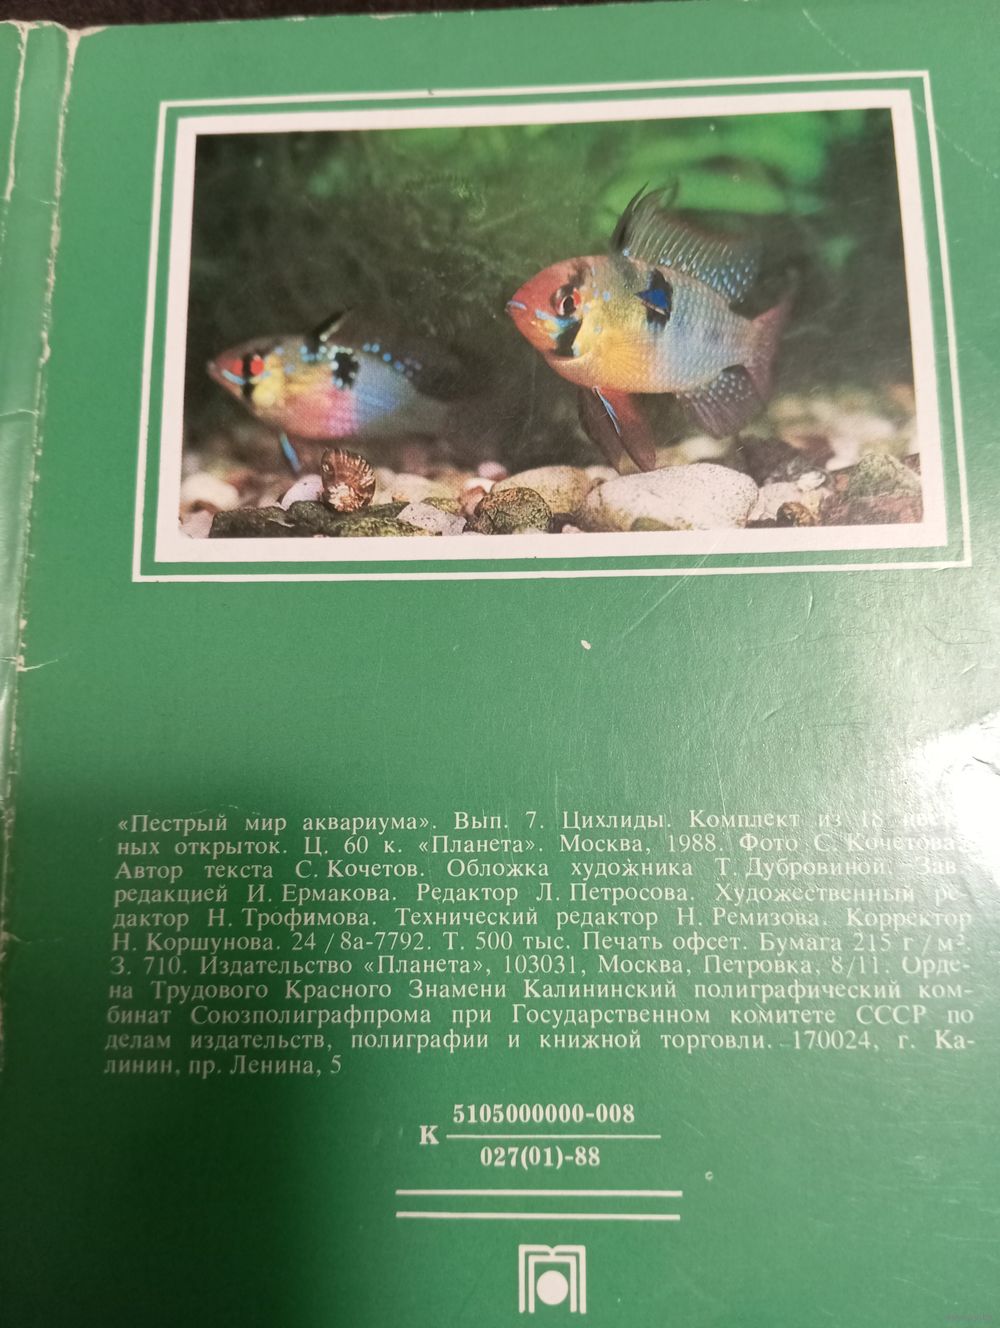 «Пестрый мир аквариума». Вып. 7. Цихлиды. Комплект из 18 цвет-
ных открыток. Ц. 60 к. «Планета». Москва, 1988. Фото С. Кочетова.
Автор текста С. Кочетов. Обложка художника Т. Дубровиной. Зав.
редакцией И. Ермакова. Редактор Л. Петросова. Художественный ре-
дактор Н. Трофимова. Технический редактор Н. Ремизова. Корректор
Н. Коршунова. 24 / 8а-7792. Т. 500 тыс. Печать офсет. Бумага 215 г / м².
З. 710. Издательство «Планета», 103031, Москва, Петровка, 8/11. Орде-
на Трудового Красного Знамени Калининский полиграфический ком-
бинат Союзполиграфпрома при Государственном комитете СССР по
делам издательств, полиграфии и книжной торговли. 170024, г. Ка-
линин, пр. Ленина, 5
5105000000-008
К
027(01)-88